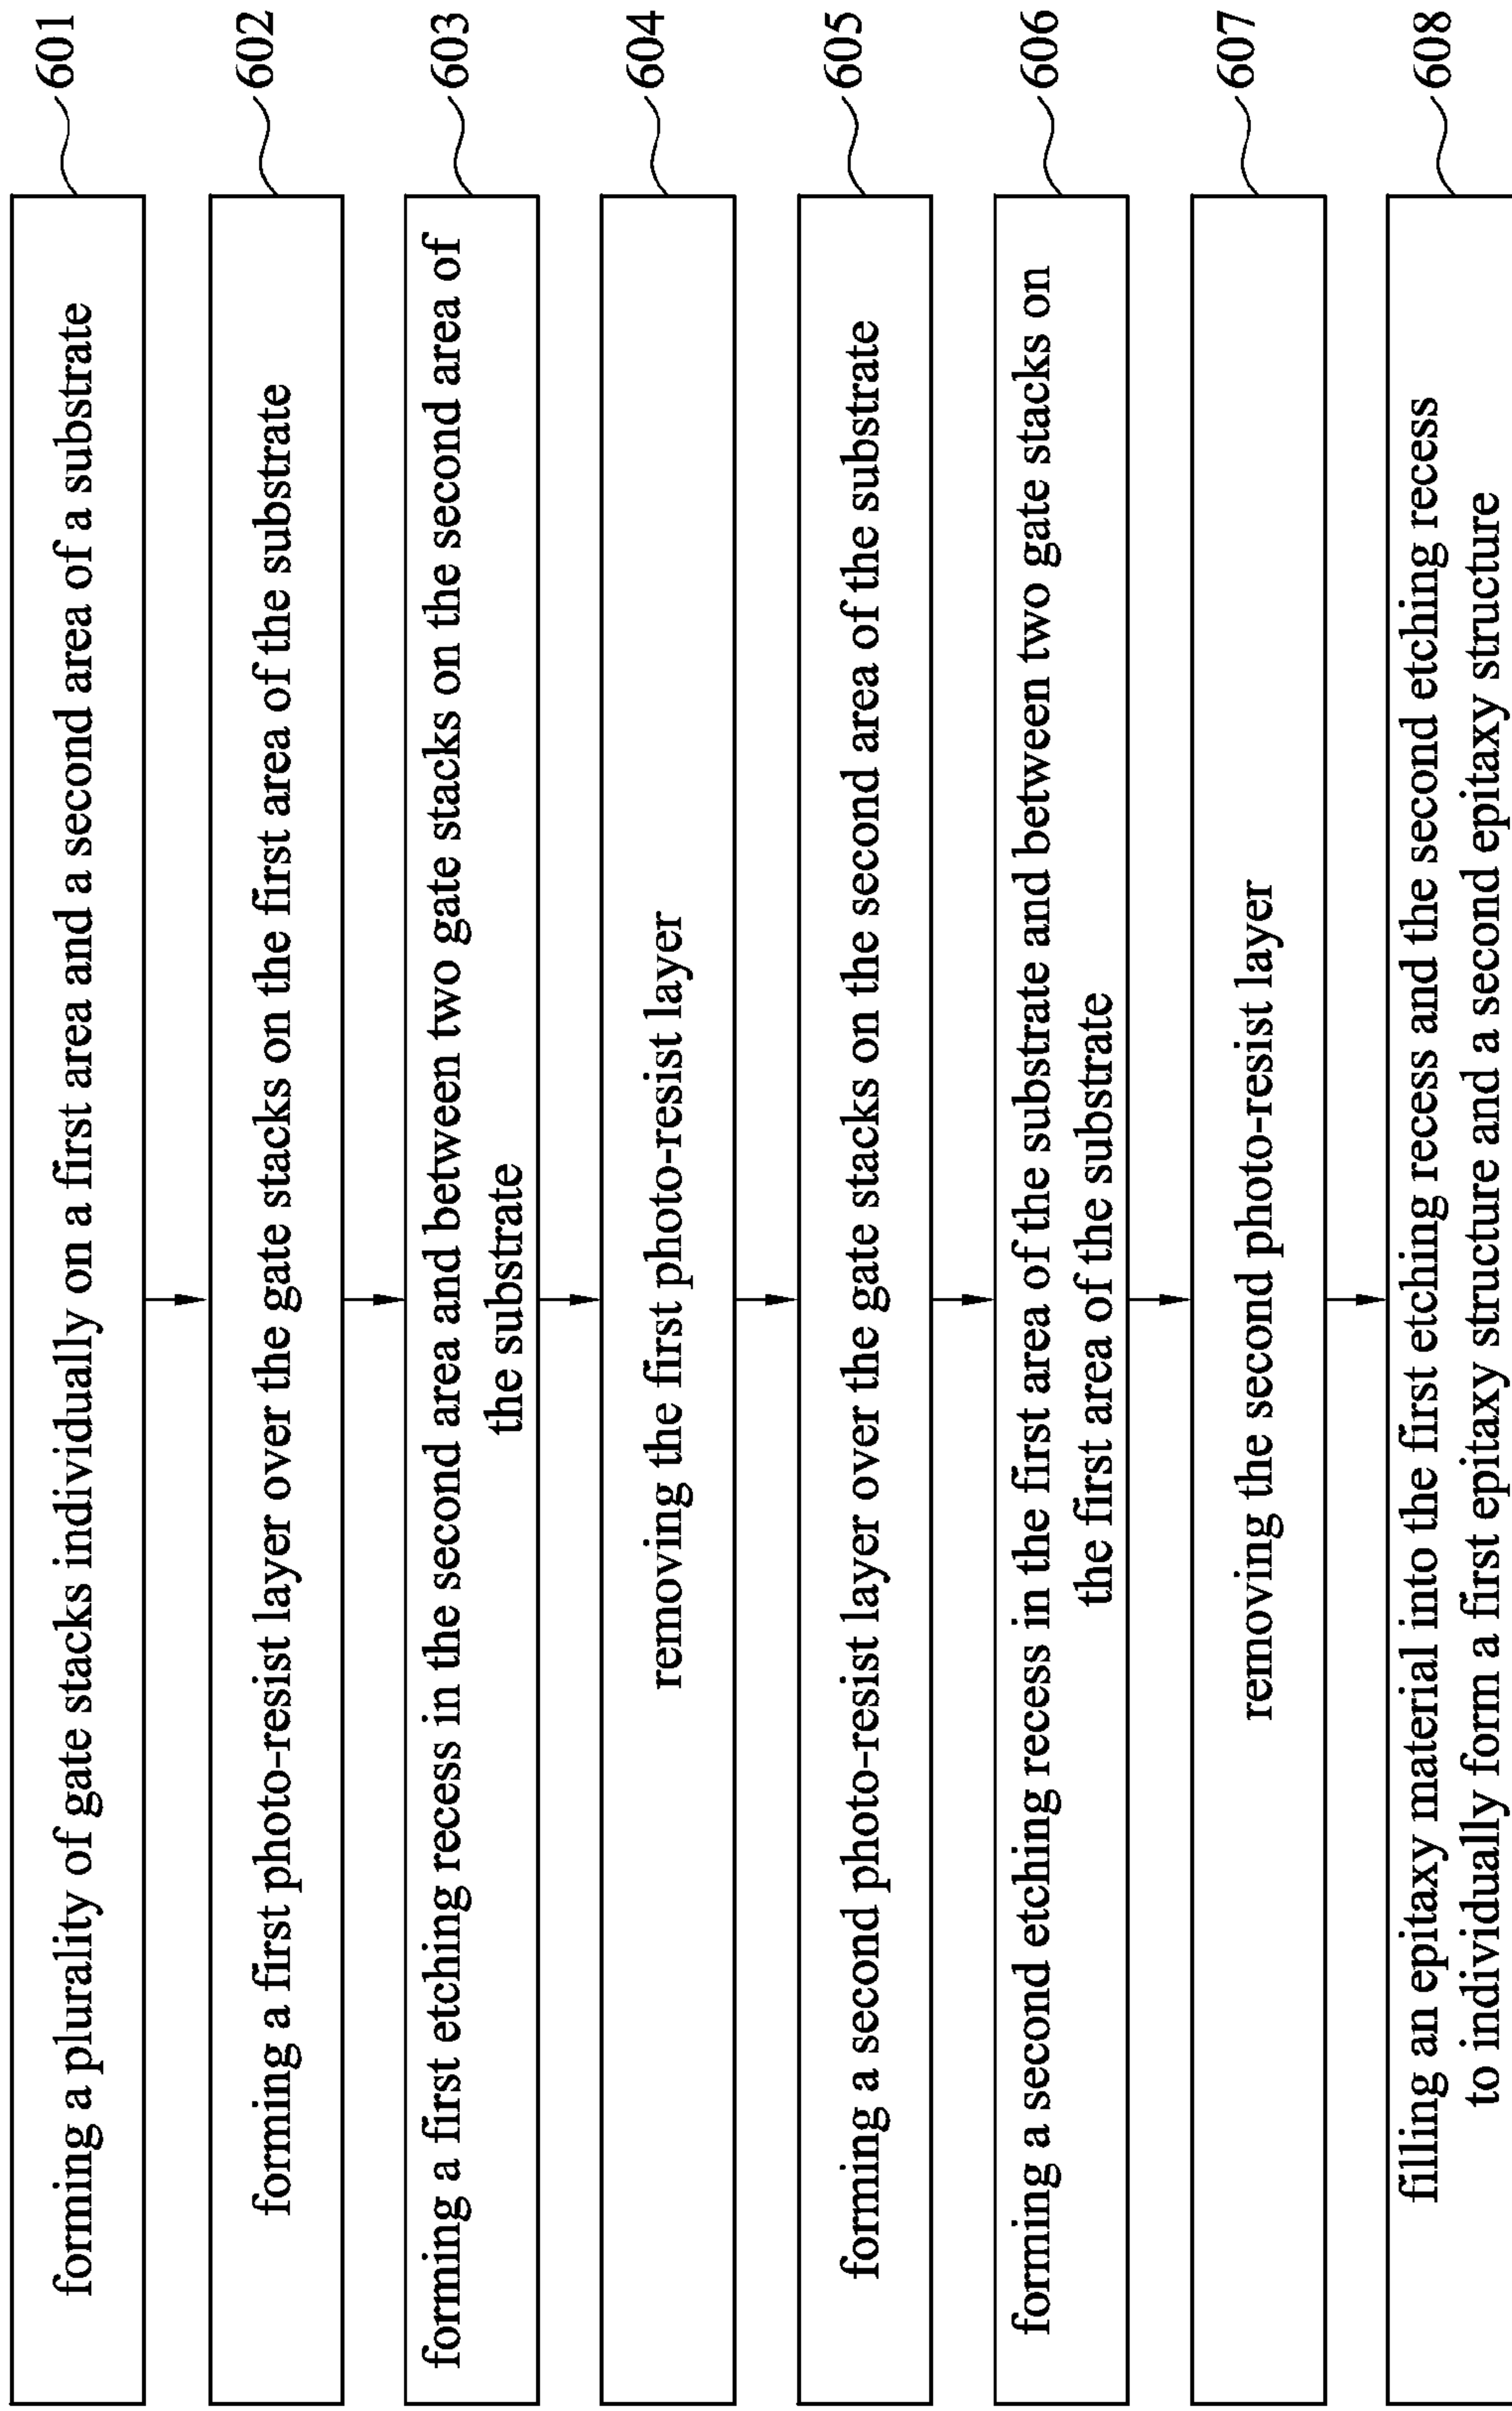 forming a plurality of gate stacks individually on a first area and a second area of a substrate
601
forming a first photo-resist layer over the gate stacks on the first area of the substrate
602
forming a first etching recess in the second area and between two gate stacks on the second area of
the substrate
603
removing the first photo-resist layer
604
forming a second photo-resist layer over the gate stacks on the second area of the substrate
605
forming a second etching recess in the first area of the substrate and between two gate stacks on
the first area of the substrate
606
removing the second photo-resist layer
607
filling an epitaxy material into the first etching recess and the second etching recess
to individually form a first epitaxy structure and a second epitaxy structure
608